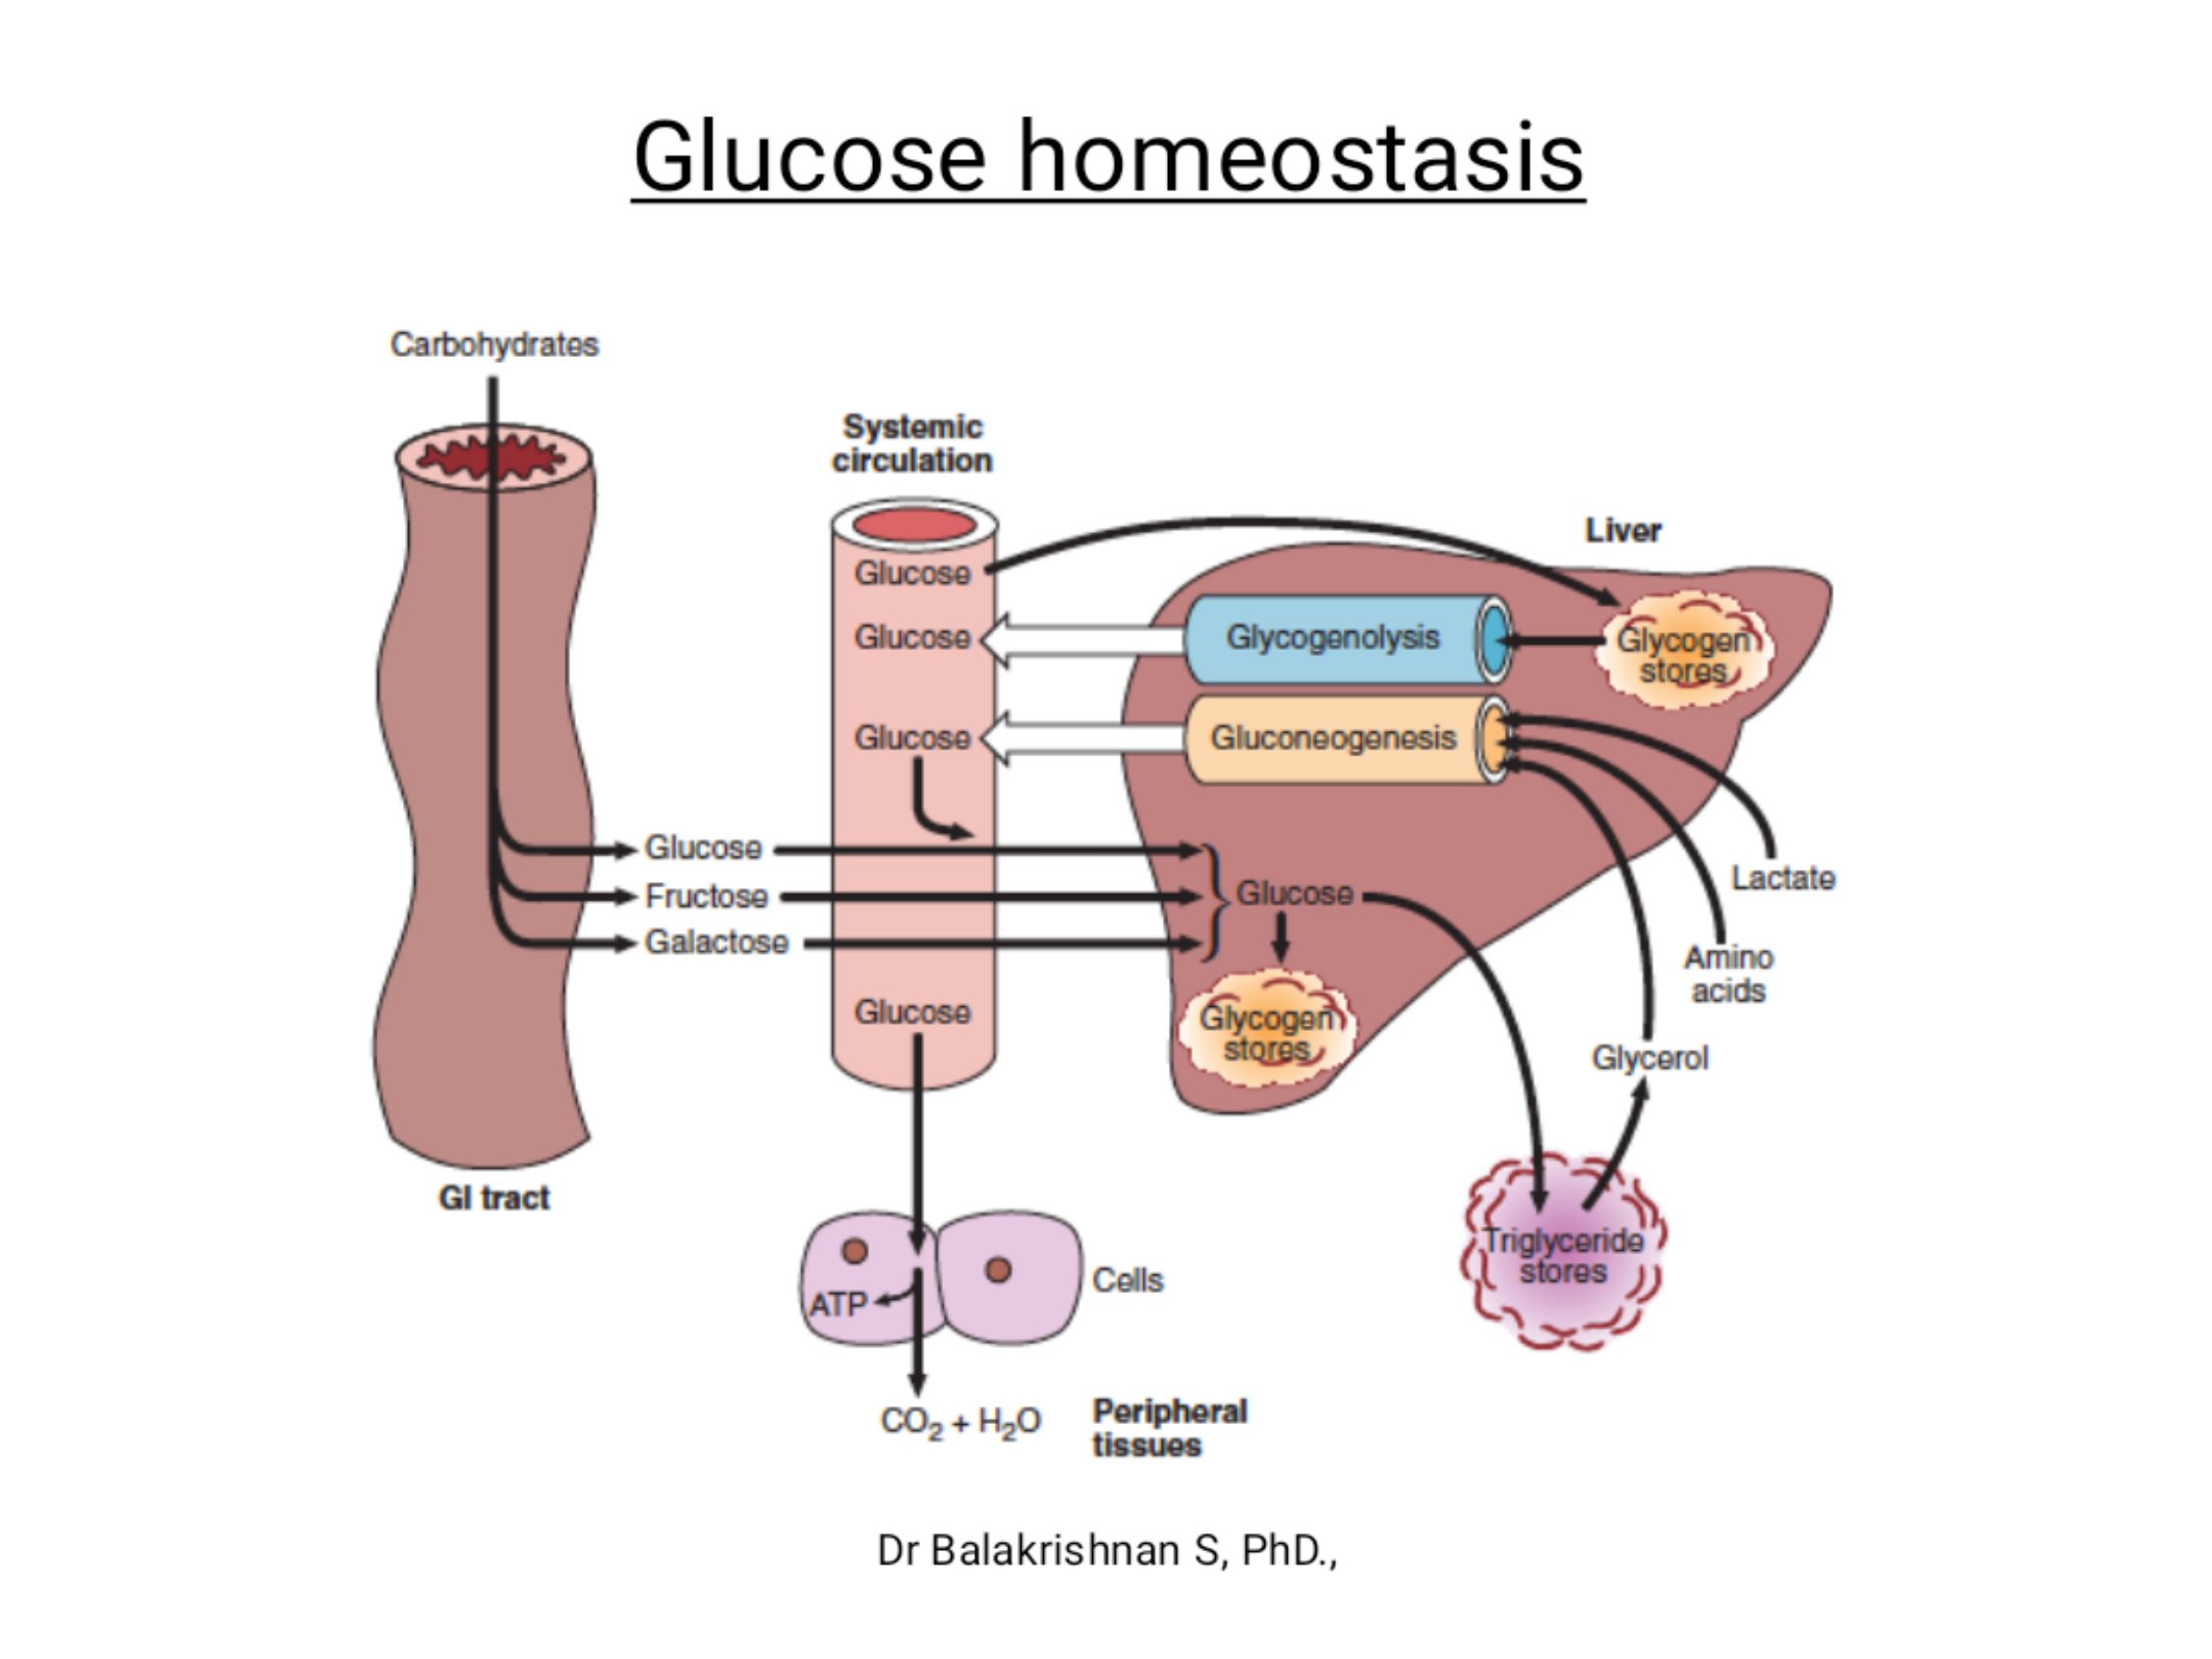 Glucose homeostasis
Carbohydrates
Systemic
circulation
Liver
Glucose
Glucose
Glycogenolysis
Glycogen
stores
Glucose
Gluconeogenesis
Glucose
Fructose
Galactose
Glucose
Lactate
Amino
acids
Glucose
Glycogen
stores
Glycerol
GI tract
Triglyceride
stores
Cells
ATP
CO₂ + H₂O
Peripheral
tissues
Dr Balakrishnan S, PhD.,